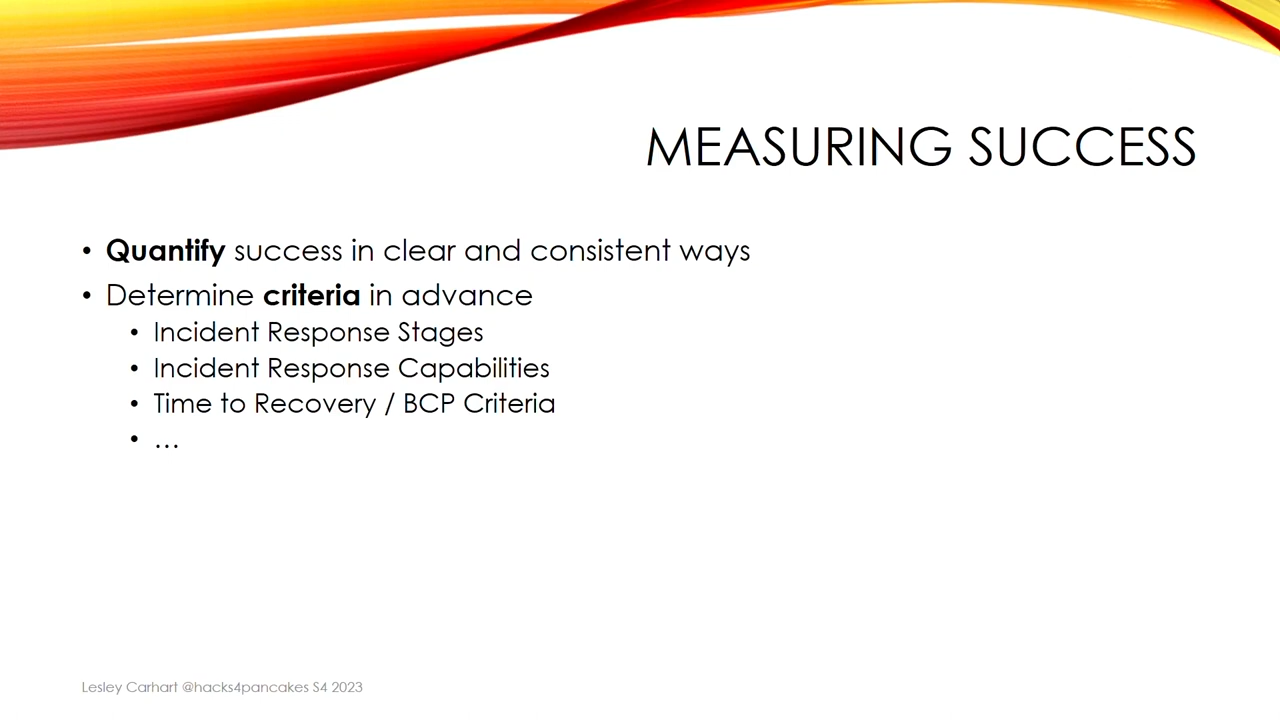 MEASURING SUCCESS
• Quantify success in clear and consistent ways
• Determine criteria in advance
• Incident Response Stages
• Incident Response Capabilities
• Time to Recovery / BCP Criteria
• …
Lesley Carhart @hacks4pancakes S4 2023